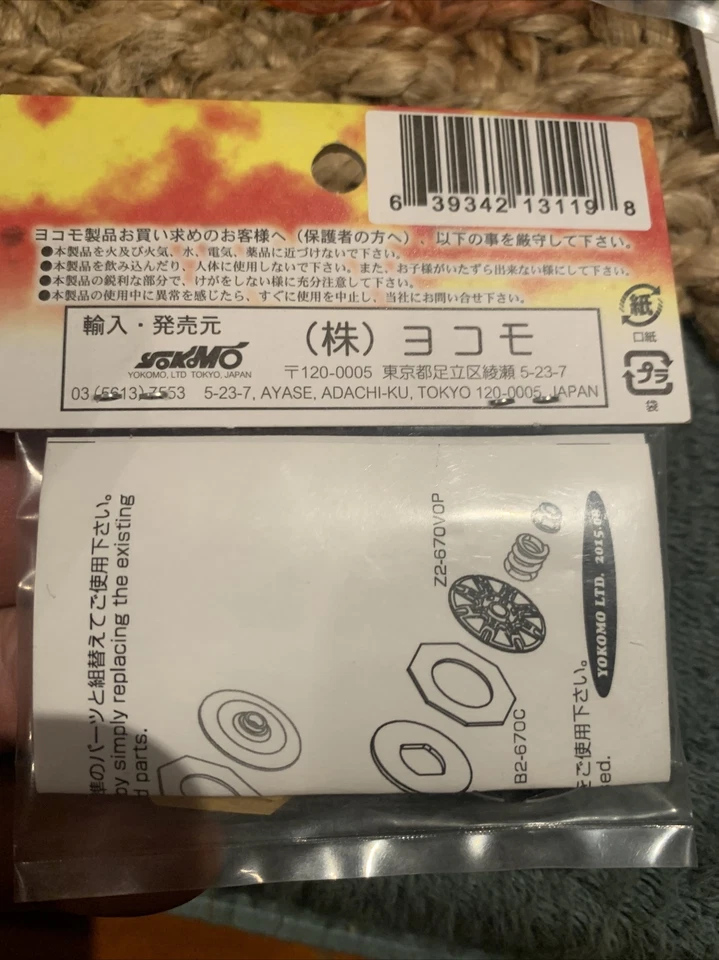 6 39342 13119 8
ヨコモ製品お買い求めのお客様へ（保護者の方へ）、以下の事を厳守して下さい。
●本製品を火及び火気、水、電気、薬品に近づけないで下さい。
●本製品を飲み込んだり、人体に使用しないで下さい。また、お子様がいたずら出来ない様にして下さい。
●本製品の鋭利な部分で、けがをしない様に充分注意して下さい。
●本製品の使用中に異常を感じたら、すぐに使用を中止し、当社にお問い合せ下さい。
紙
口紙
プラ
袋
輸入・発売元
（株）ヨコモ
YOKOMO
YOKOMO, LTD TOKYO, JAPAN
〒120-0005 東京都足立区綾瀬 5-23-7
03 (5613) 7553 5-23-7, AYASE, ADACHI-KU, TOKYO 120-0005 JAPAN
準のパーツと組替えてご使用下さい。
by simply replacing the existing
d parts.
Z2-670VOP
B2-670C
をご使用下さい。
ed.
YOKOMO LTD. 2015.08